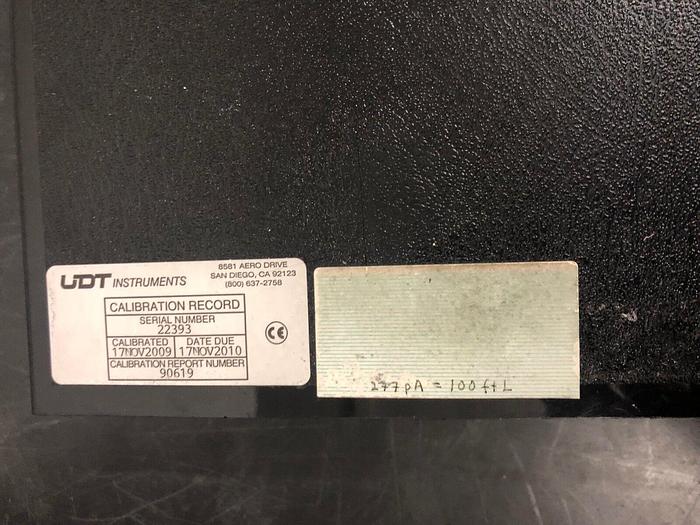 UDT INSTRUMENTS
8581 AERO DRIVE
SAN DIEGO, CA 92123
(800) 637-2758
CALIBRATION RECORD
SERIAL NUMBER
22393
CALIBRATED DATE DUE
17NOV2009 17NOV2010
CALIBRATION REPORT NUMBER
90619
CE
277pA = 100ftL